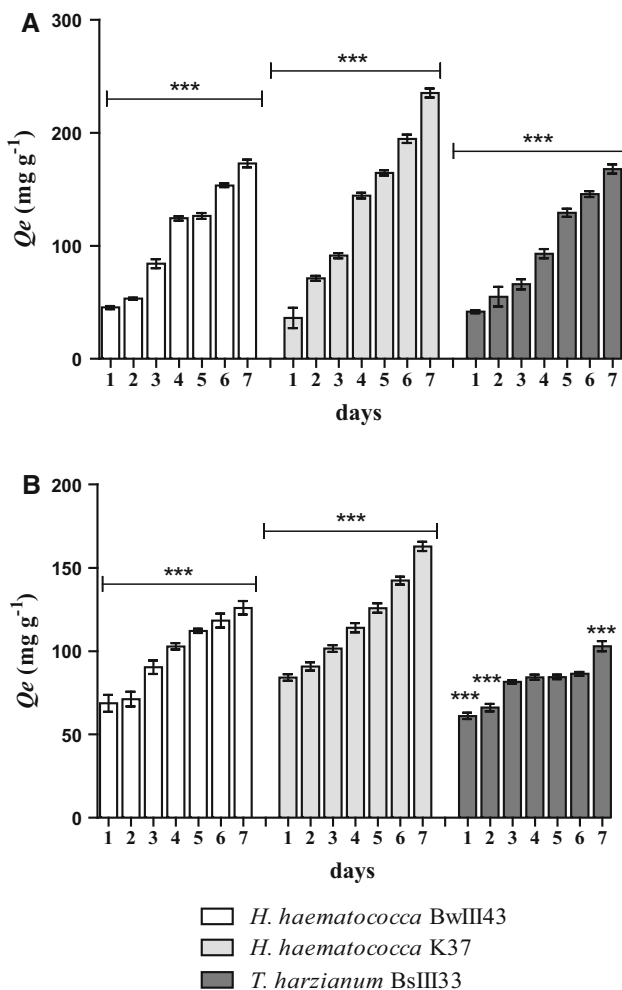 A
300
***
***
200
***
Qe (mg g-1)
100
0
1 2 3 4 5 6 7 1 2 3 4 5 6 7 1 2 3 4 5 6 7
days
B
200
***
150
***
***
100
***
***
Qe (mg g-1)
50
0
1 2 3 4 5 6 7 1 2 3 4 5 6 7 1 2 3 4 5 6 7
days
H. haematococca BwIII43
H. haematococca K37
T. harzianum BsIII33